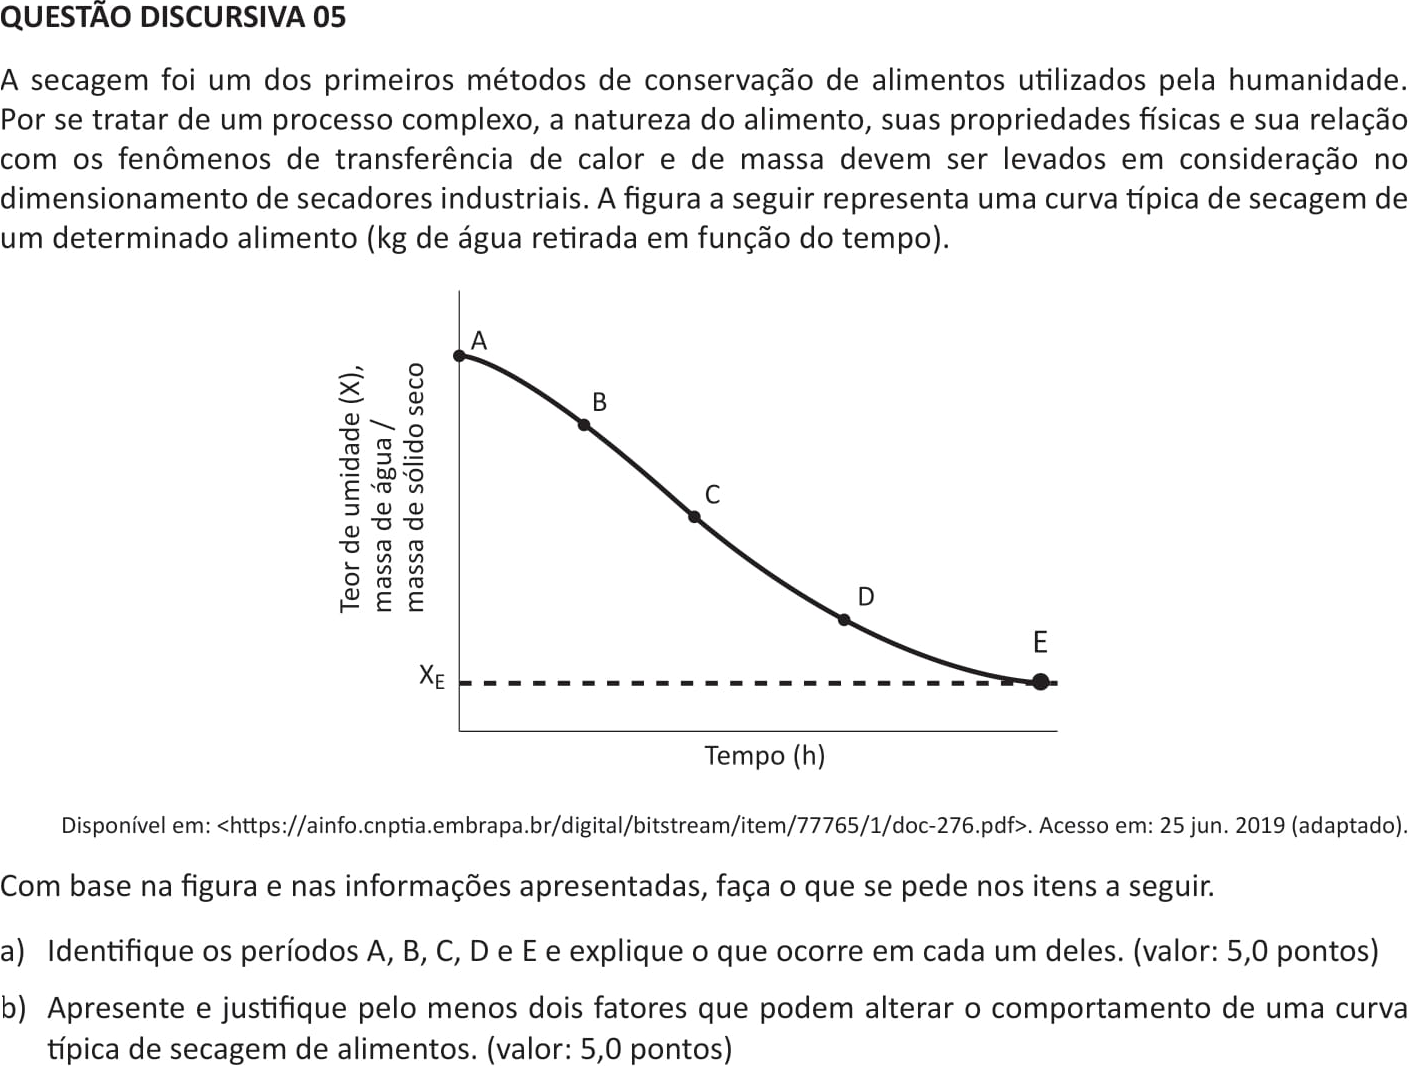 QUESTÃO DISCURSIVA 05
A secagem foi um dos primeiros métodos de conservação de alimentos utilizados pela humanidade.
Por se tratar de um processo complexo, a natureza do alimento, suas propriedades físicas e sua relação
com os fenômenos de transferência de calor e de massa devem ser levados em consideração no
dimensionamento de secadores industriais. A figura a seguir representa uma curva típica de secagem de
um determinado alimento (kg de água retirada em função do tempo).
Teor de umidade (X),
massa de água /
massa de sólido seco
A
B
C
D
E
XE
Tempo (h)
Disponível em: <https://ainfo.cnptia.embrapa.br/digital/bitstream/item/77765/1/doc-276.pdf>. Acesso em: 25 jun. 2019 (adaptado).
Com base na figura e nas informações apresentadas, faça o que se pede nos itens a seguir.
a) Identifique os períodos A, B, C, D e E e explique o que ocorre em cada um deles. (valor: 5,0 pontos)
b) Apresente e justifique pelo menos dois fatores que podem alterar o comportamento de uma curva
típica de secagem de alimentos. (valor: 5,0 pontos)